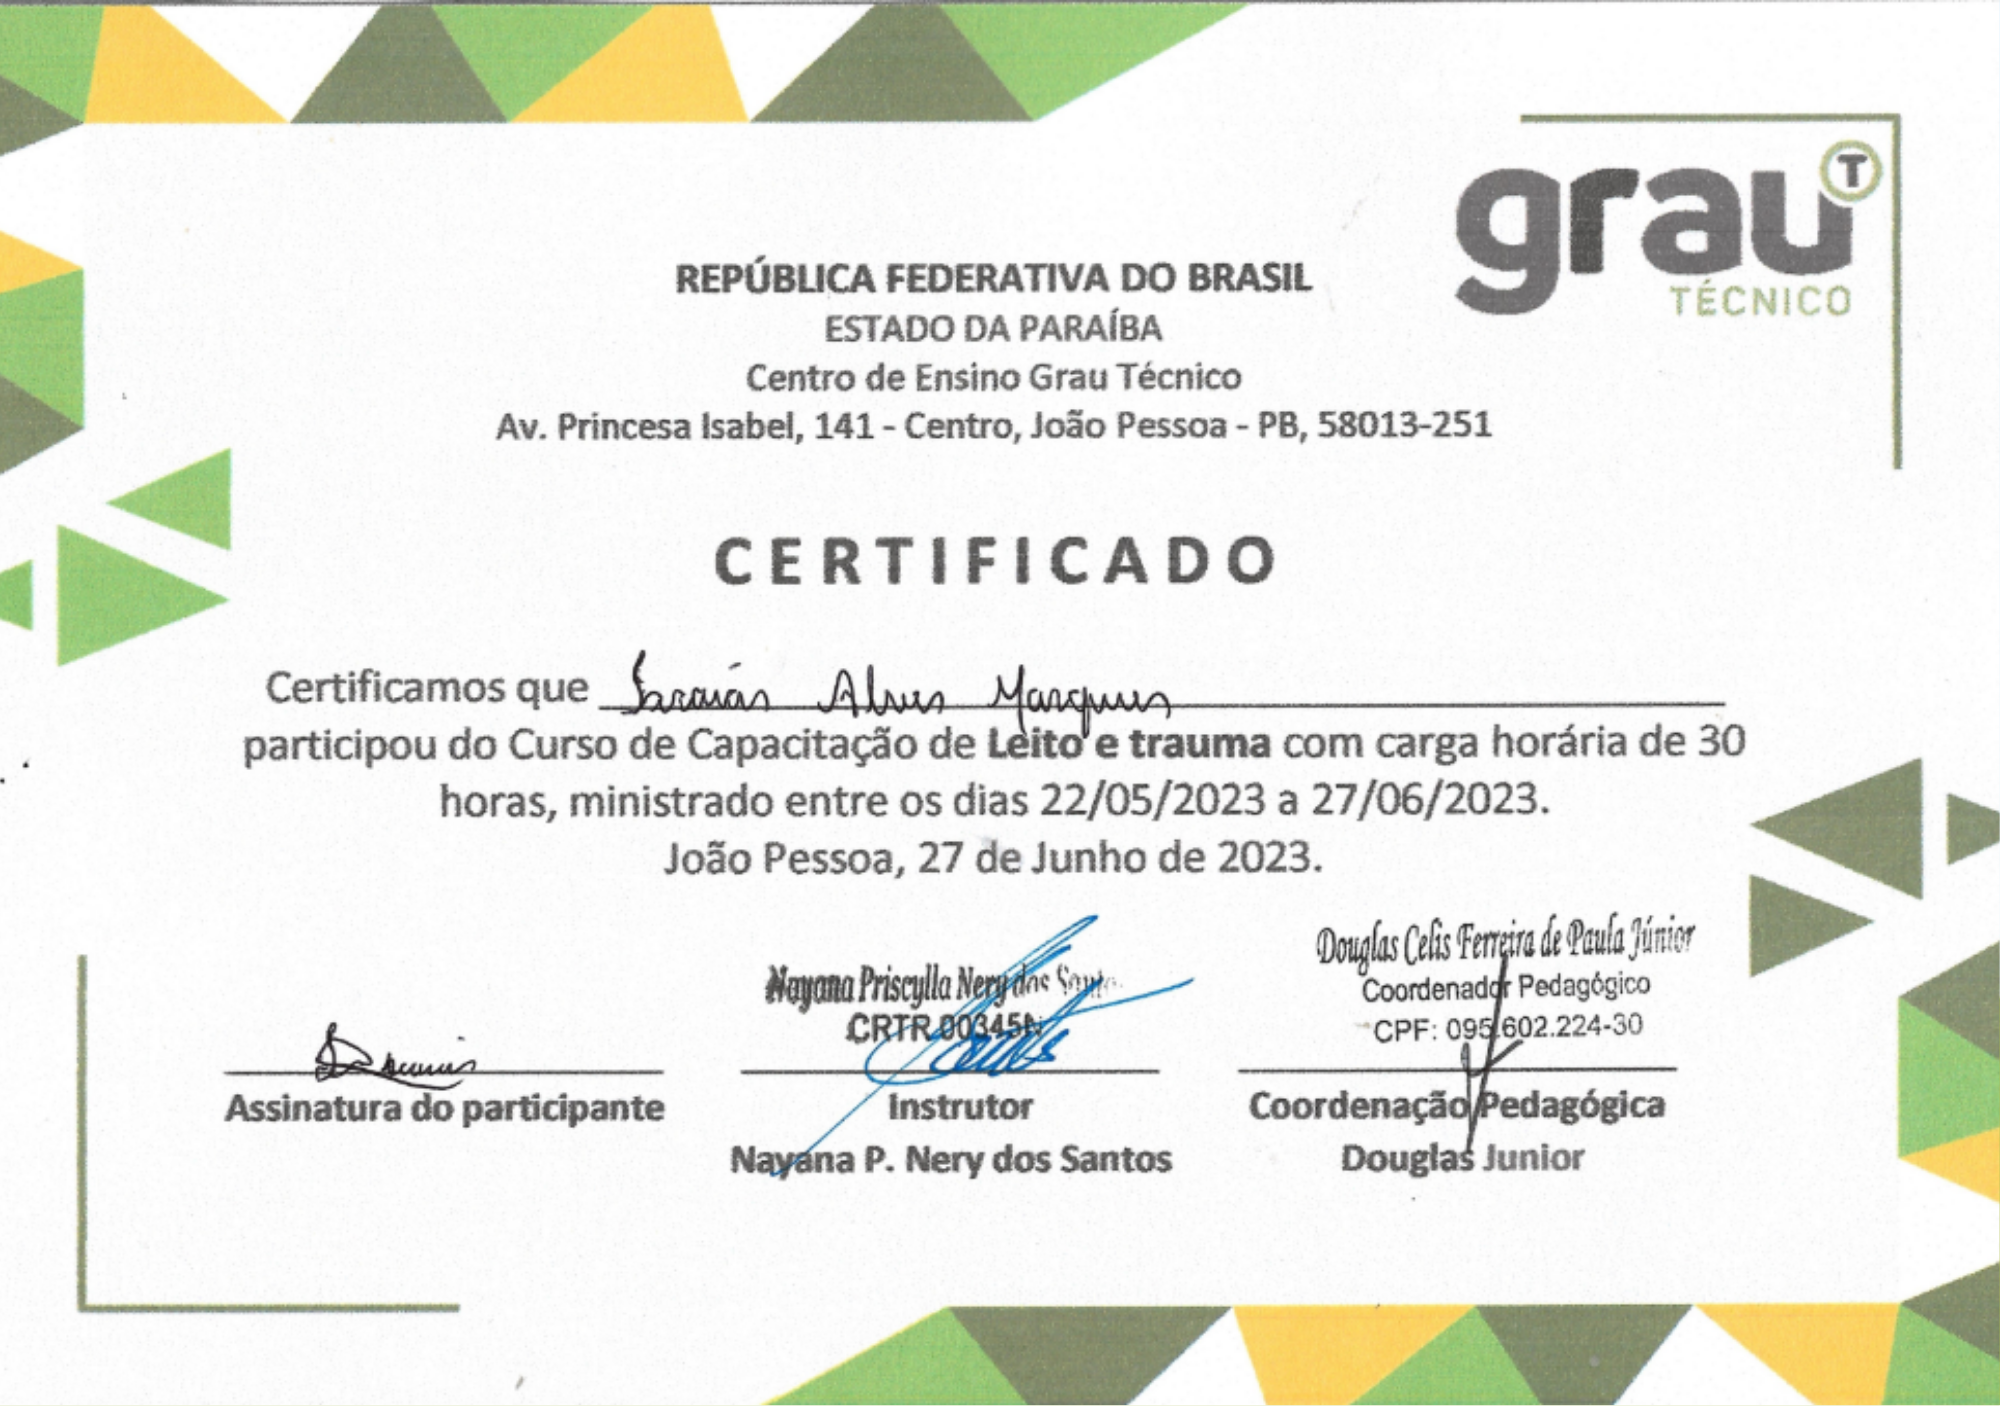 grau T
TÉCNICO
REPÚBLICA FEDERATIVA DO BRASIL
ESTADO DA PARAÍBA
Centro de Ensino Grau Técnico
Av. Princesa Isabel, 141 - Centro, João Pessoa - PB, 58013-251
CERTIFICADO
Certificamos que Alves Marques
participou do Curso de Capacitação de Leito e trauma com carga horária de 30
horas, ministrado entre os dias 22/05/2023 a 27/06/2023.
João Pessoa, 27 de Junho de 2023.
Assinatura do participante
Nayana Priscylla Nery dos
CRTR 00345N
Instrutor
Nayana P. Nery dos Santos
Douglas Celis Ferreira de Paula Júnior
Coordenador Pedagógico
CPF: 095.602.224-30
Coordenação Pedagógica
Douglas Junior